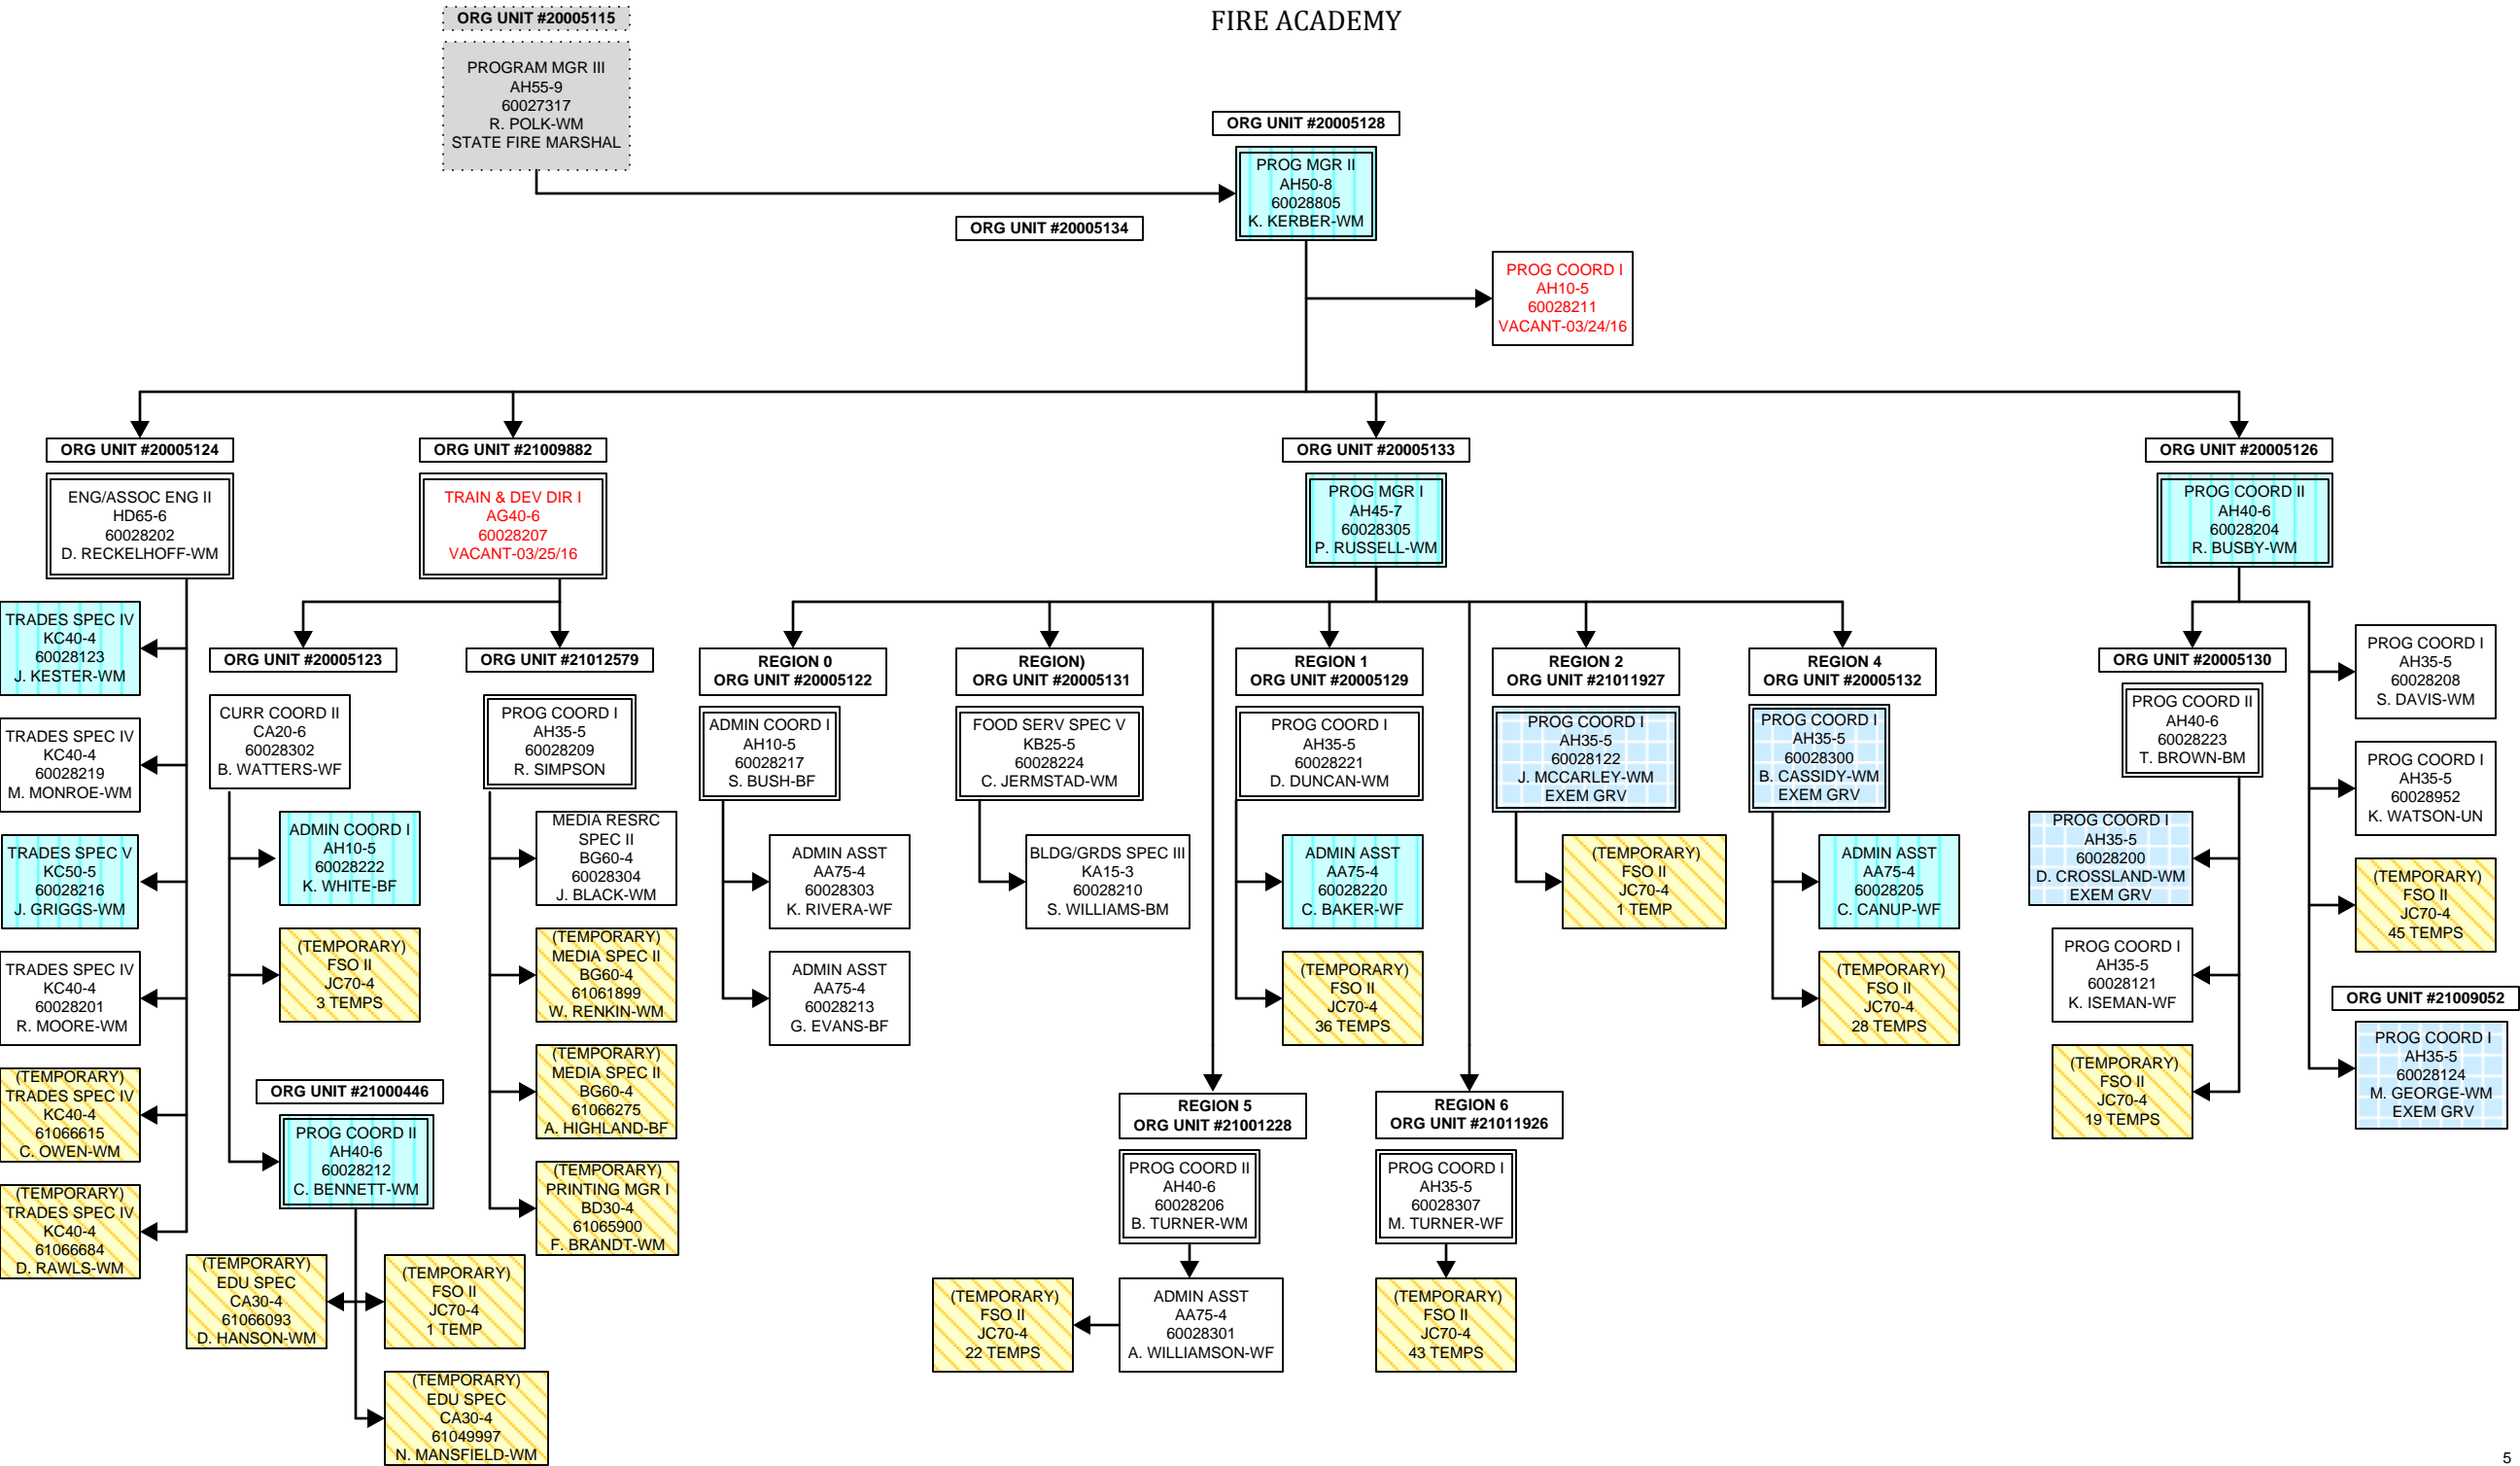 ORG UNIT #20005115
FIRE ACADEMY
PROGRAM MGR III
AH55-9
60027317
R. POLK-WM
STATE FIRE MARSHAL
ORG UNIT #20005128
PROG MGR II
AH50-8
60028805
K. KERBER-WM
ORG UNIT #20005134
PROG COORD I
AH10-5
60028211
VACANT-03/24/16
ORG UNIT #20005124
ENG/ASSOC ENG II
HD65-6
60028202
D. RECKELHOFF-WM
TRADES SPEC IV
KC40-4
60028123
J. KESTER-WM
TRADES SPEC IV
KC40-4
60028219
M. MONROE-WM
TRADES SPEC V
KC50-5
60028216
J. GRIGGS-WM
TRADES SPEC IV
KC40-4
60028201
R. MOORE-WM
(TEMPORARY)
TRADES SPEC IV
KC40-4
61066615
C. OWEN-WM
(TEMPORARY)
TRADES SPEC IV
KC40-4
61066684
D. RAWLS-WM
ORG UNIT #21009882
TRAIN & DEV DIR I
AG40-6
60028207
VACANT-03/25/16
ORG UNIT #20005123
CURR COORD II
CA20-6
60028302
B. WATTERS-WF
ADMIN COORD I
AH10-5
60028222
K. WHITE-BF
(TEMPORARY)
FSO II
JC70-4
3 TEMPS
ORG UNIT #21000446
PROG COORD II
AH40-6
60028212
C. BENNETT-WM
(TEMPORARY)
EDU SPEC
CA30-4
61066093
D. HANSON-WM
(TEMPORARY)
FSO II
JC70-4
1 TEMP
(TEMPORARY)
EDU SPEC
CA30-4
61049997
N. MANSFIELD-WM
ORG UNIT #21012579
PROG COORD I
AH35-5
60028209
R. SIMPSON
MEDIA RESRC
SPEC II
BG60-4
60028304
J. BLACK-WM
(TEMPORARY)
MEDIA SPEC II
BG60-4
61061899
W. RENKIN-WM
(TEMPORARY)
MEDIA SPEC II
BG60-4
61066275
A. HIGHLAND-BF
(TEMPORARY)
PRINTING MGR I
BD30-4
61065900
F. BRANDT-WM
ORG UNIT #20005133
PROG MGR I
AH45-7
60028305
P. RUSSELL-WM
REGION 0
ORG UNIT #20005122
ADMIN COORD I
AH10-5
60028217
S. BUSH-BF
ADMIN ASST
AA75-4
60028303
K. RIVERA-WF
ADMIN ASST
AA75-4
60028213
G. EVANS-BF
REGION)
ORG UNIT #20005131
FOOD SERV SPEC V
KB25-5
60028224
C. JERMSTAD-WM
BLDG/GRDS SPEC III
KA15-3
60028210
S. WILLIAMS-BM
REGION 1
ORG UNIT #20005129
PROG COORD I
AH35-5
60028221
D. DUNCAN-WM
ADMIN ASST
AA75-4
60028220
C. BAKER-WF
(TEMPORARY)
FSO II
JC70-4
36 TEMPS
REGION 2
ORG UNIT #21011927
PROG COORD I
AH35-5
60028122
J. MCCARLEY-WM
EXEM GRV
(TEMPORARY)
FSO II
JC70-4
1 TEMP
REGION 4
ORG UNIT #20005132
PROG COORD I
AH35-5
60028300
B. CASSIDY-WM
EXEM GRV
ADMIN ASST
AA75-4
60028205
C. CANUP-WF
(TEMPORARY)
FSO II
JC70-4
28 TEMPS
REGION 5
ORG UNIT #21001228
PROG COORD II
AH40-6
60028206
B. TURNER-WM
ADMIN ASST
AA75-4
60028301
A. WILLIAMSON-WF
(TEMPORARY)
FSO II
JC70-4
22 TEMPS
REGION 6
ORG UNIT #21011926
PROG COORD I
AH35-5
60028307
M. TURNER-WF
(TEMPORARY)
FSO II
JC70-4
43 TEMPS
ORG UNIT #20005126
PROG COORD II
AH40-6
60028204
R. BUSBY-WM
ORG UNIT #20005130
PROG COORD II
AH40-6
60028223
T. BROWN-BM
PROG COORD I
AH35-5
60028200
D. CROSSLAND-WM
EXEM GRV
PROG COORD I
AH35-5
60028121
K. ISEMAN-WF
(TEMPORARY)
FSO II
JC70-4
19 TEMPS
PROG COORD I
AH35-5
60028208
S. DAVIS-WM
PROG COORD I
AH35-5
60028952
K. WATSON-UN
(TEMPORARY)
FSO II
JC70-4
45 TEMPS
ORG UNIT #21009052
PROG COORD I
AH35-5
60028124
M. GEORGE-WM
EXEM GRV
5